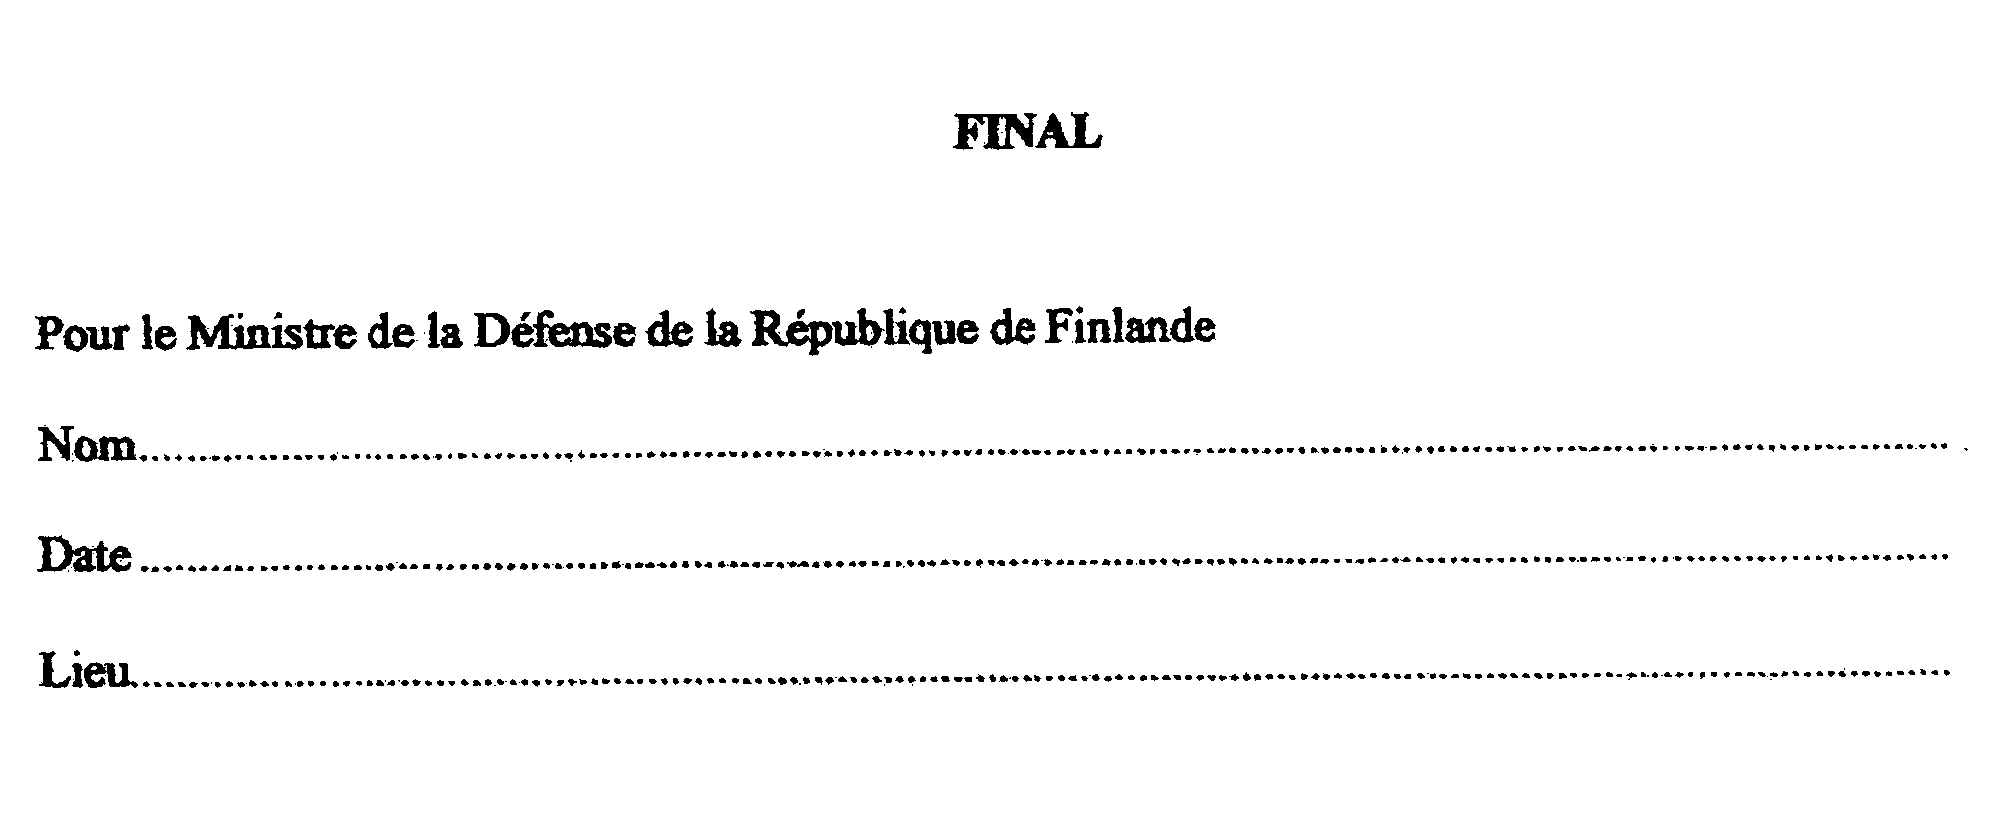 FINAL
Pour le Ministre de la Défense de la République de Finlande
Nom........................................................................................................................
Date ........................................................................................................................
Lieu........................................................................................................................